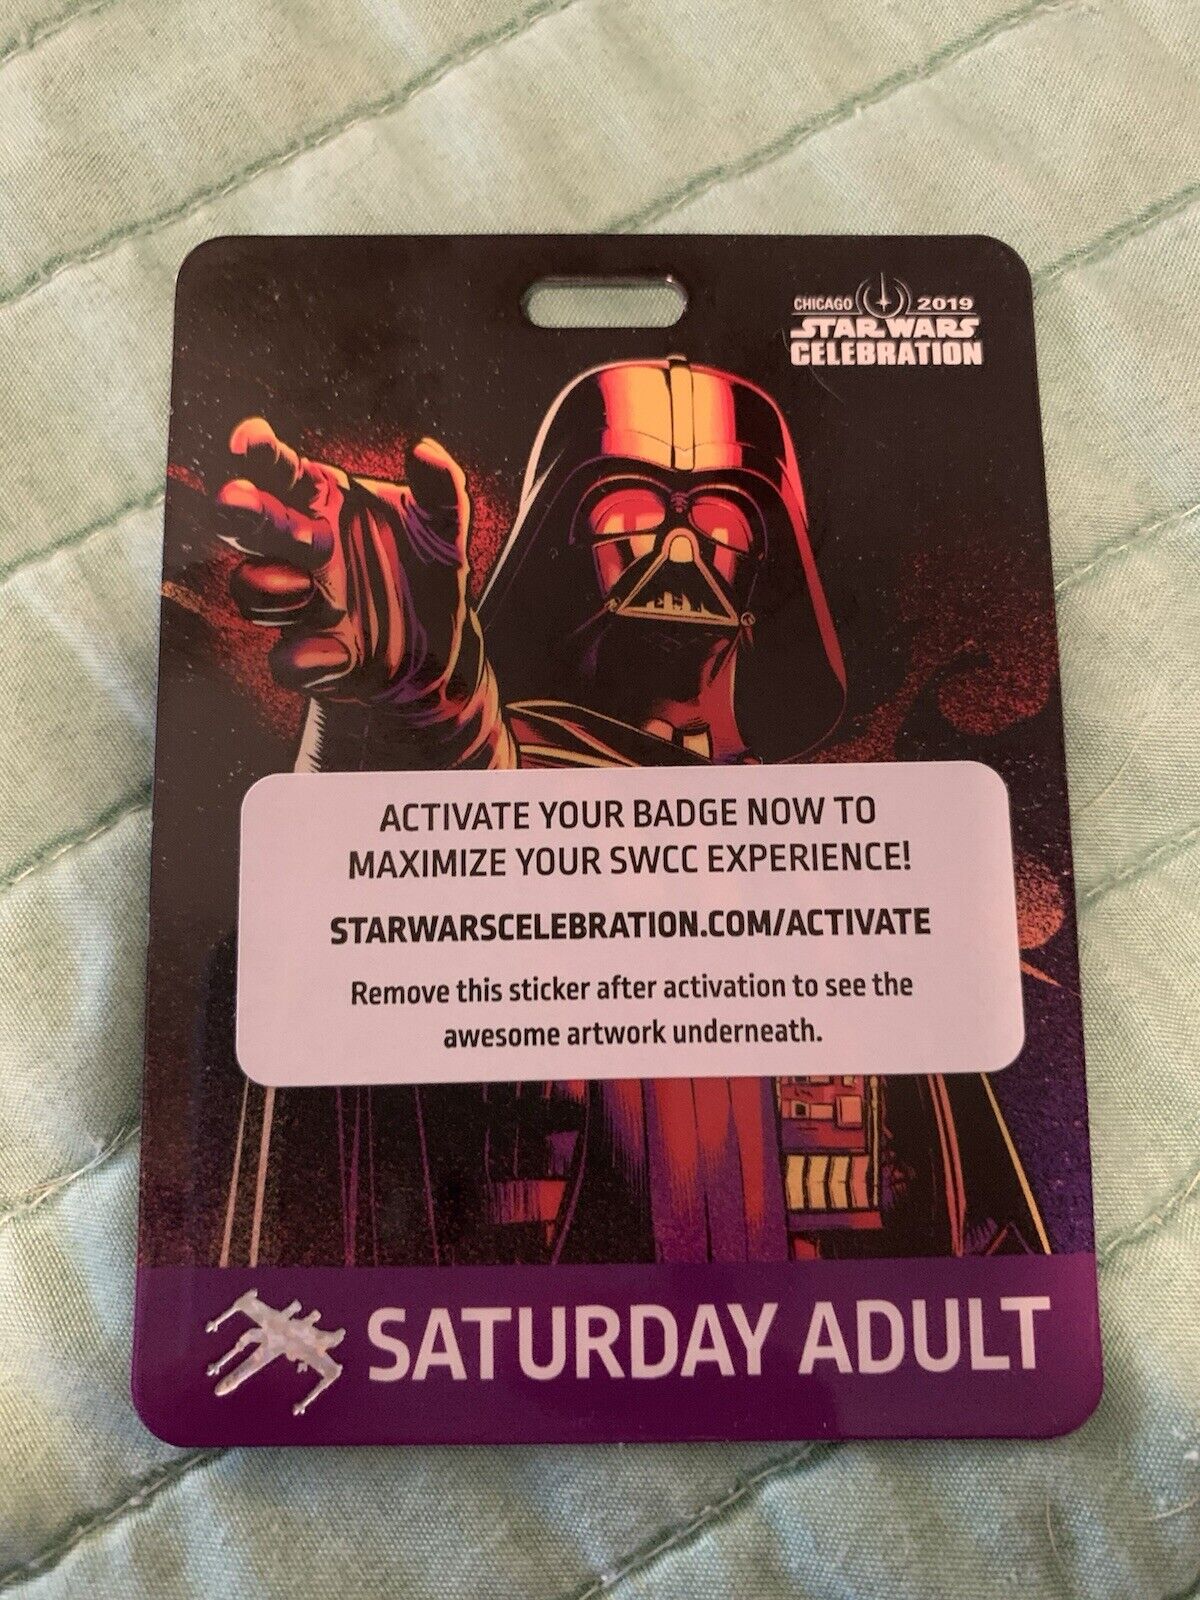 CHICAGO 2019
STAR WARS
CELEBRATION
ACTIVATE YOUR BADGE NOW TO
MAXIMIZE YOUR SWCC EXPERIENCE!
STARWARSCELEBRATION.COM/ACTIVATE
Remove this sticker after activation to see the
awesome artwork underneath.
SATURDAY ADULT